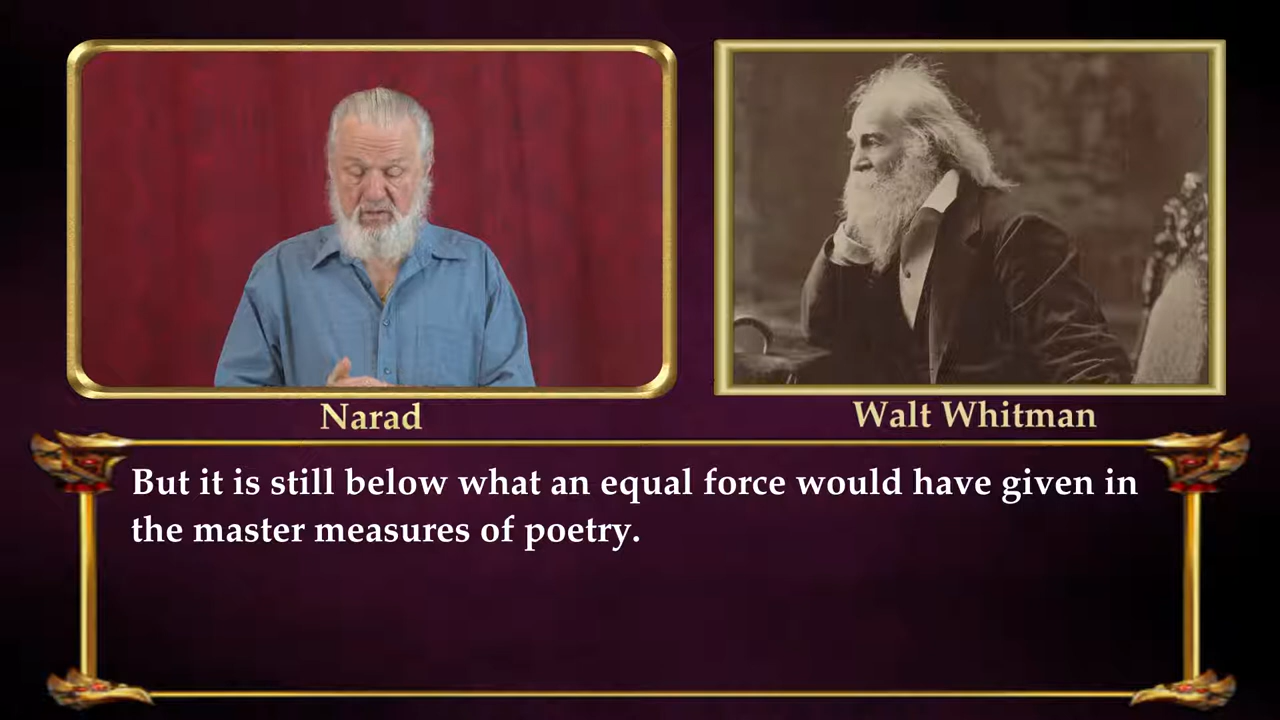 Narad
Walt Whitman
But it is still below what an equal force would have given in
the master measures of poetry.